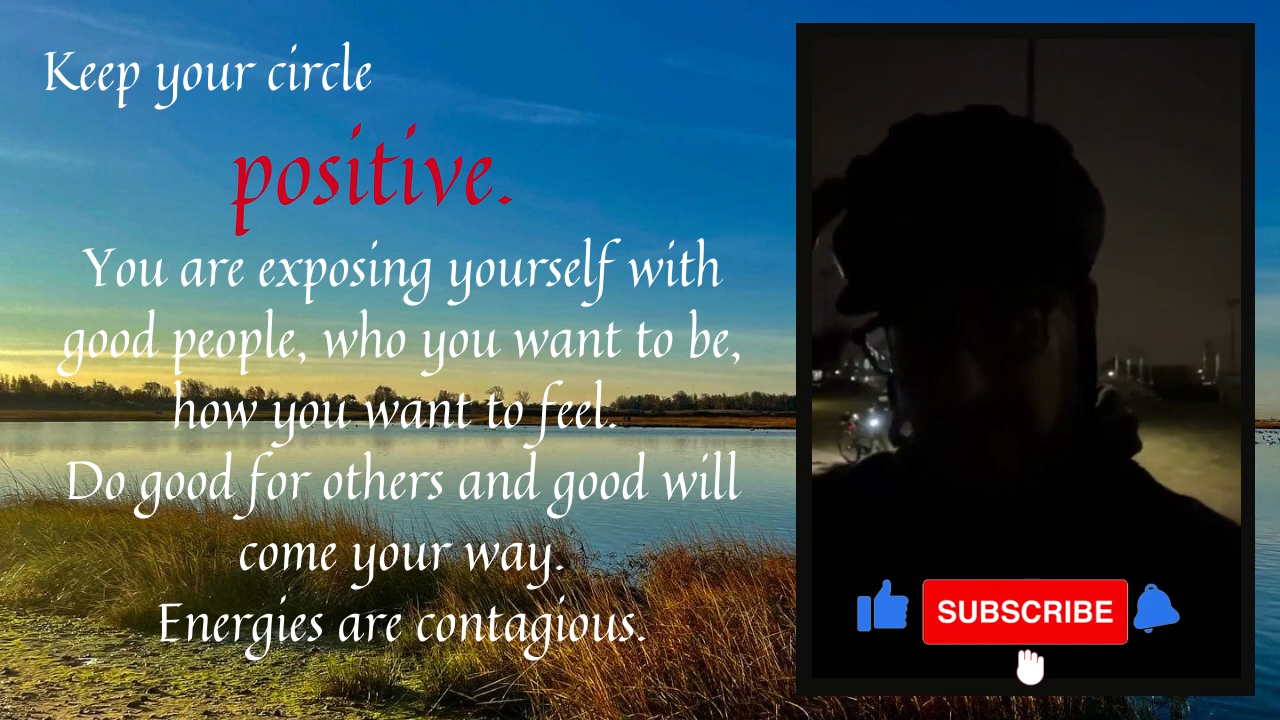 Keep your circle
positive.
You are exposing yourself with
good people, who you want to be,
how you want to feel.
Do good for others and good will
come your way.
Energies are contagious.
SUBSCRIBE